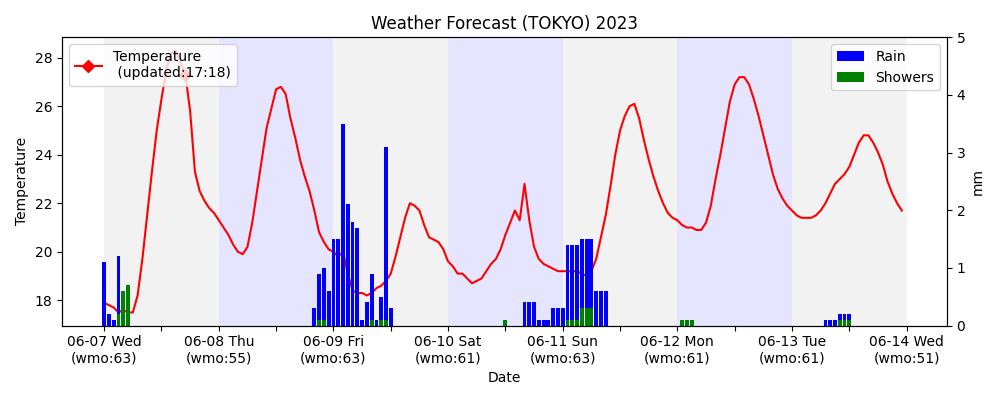 Weather Forecast (TOKYO) 2023
Temperature
(updated:17:18)
Rain
Showers
28
26
24
22
20
18
Temperature
5
4
3
2
1
0
mm
06-07 Wed
(wmo:63)
06-08 Thu
(wmo:55)
06-09 Fri
(wmo:63)
06-10 Sat
(wmo:61)
06-11 Sun
(wmo:63)
06-12 Mon
(wmo:61)
06-13 Tue
(wmo:61)
06-14 Wed
(wmo:51)
Date